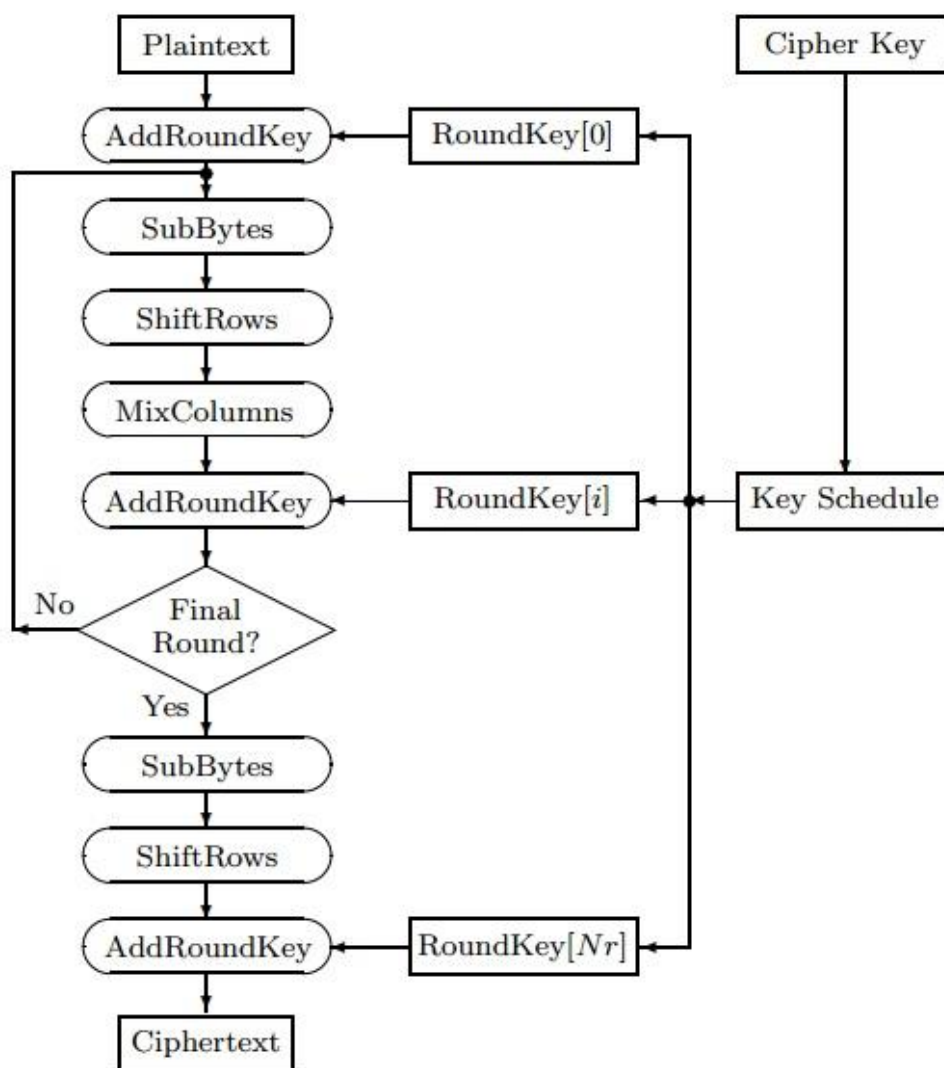 Plaintext
Cipher Key
AddRoundKey
RoundKey[0]
SubBytes
ShiftRows
MixColumns
AddRoundKey
RoundKey[i]
Key Schedule
No
Final
Round?
Yes
SubBytes
ShiftRows
AddRoundKey
RoundKey[Nr]
Ciphertext